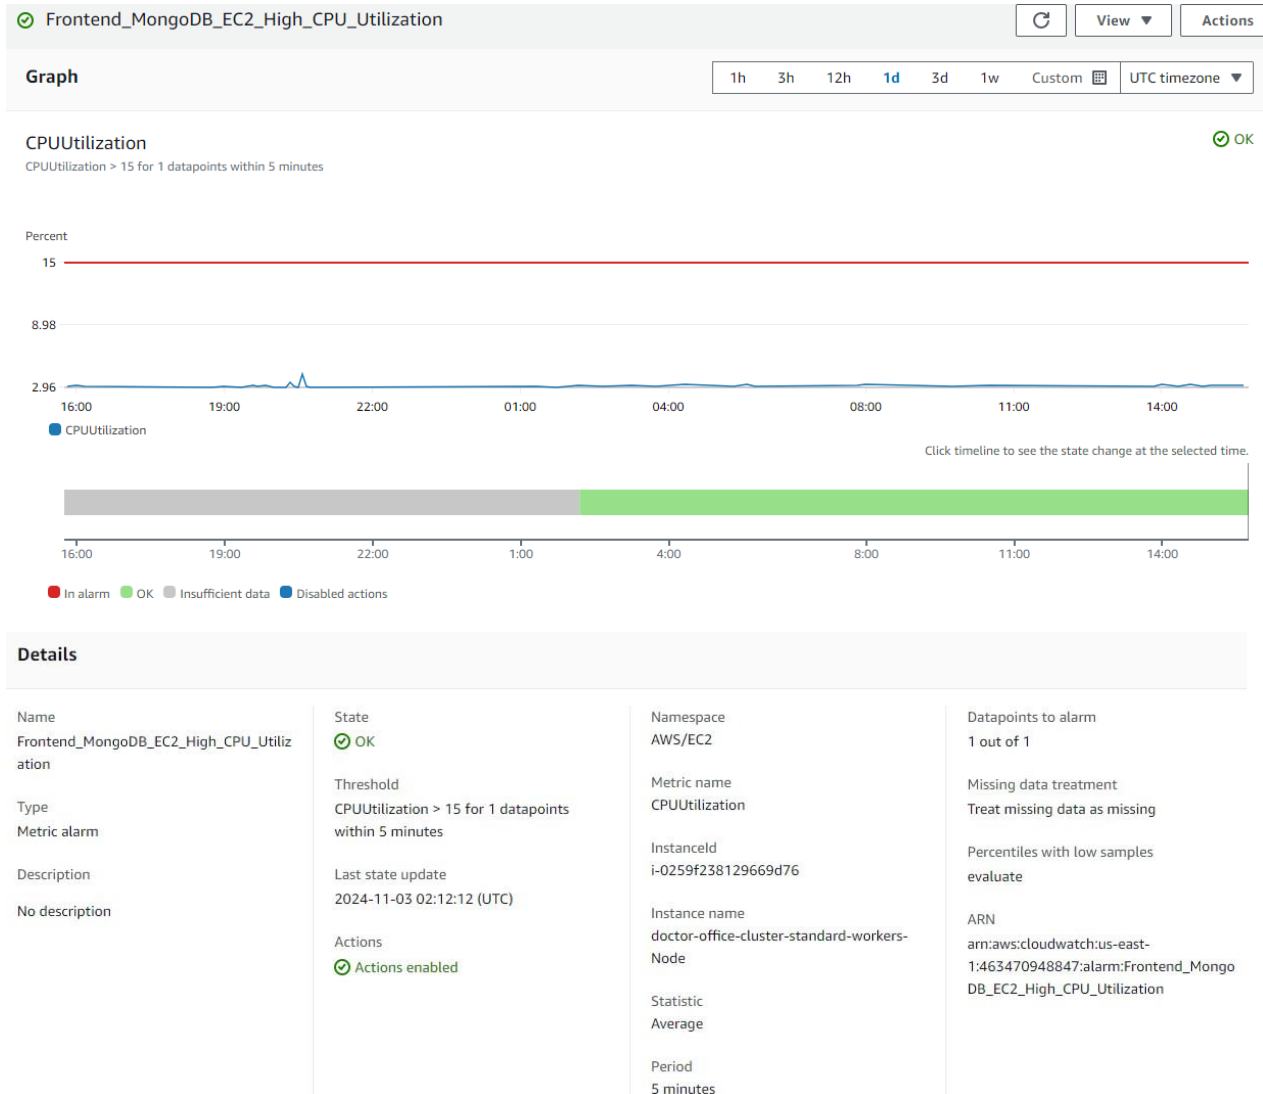 Frontend_MongoDB_EC2_High_CPU_Utilization
View ▼
Actions
Graph
1h 3h 12h 1d 3d 1w Custom UTC timezone ▼
CPUUtilization
OK
CPUUtilization > 15 for 1 datapoints within 5 minutes
Percent
15
8.98
2.96
16:00 19:00 22:00 01:00 04:00 08:00 11:00 14:00
CPUUtilization
Click timeline to see the state change at the selected time.
16:00 19:00 22:00 1:00 4:00 8:00 11:00 14:00
In alarm OK Insufficient data Disabled actions
Details
Name
Frontend_MongoDB_EC2_High_CPU_Utiliz
ation
Type
Metric alarm
Description
No description
State
OK
Threshold
CPUUtilization > 15 for 1 datapoints
within 5 minutes
Last state update
2024-11-03 02:12:12 (UTC)
Actions
Actions enabled
Namespace
AWS/EC2
Metric name
CPUUtilization
InstanceId
i-0259f238129669d76
Instance name
doctor-office-cluster-standard-workers-
Node
Statistic
Average
Period
5 minutes
Datapoints to alarm
1 out of 1
Missing data treatment
Treat missing data as missing
Percentiles with low samples
evaluate
ARN
arn:aws:cloudwatch:us-east-
1:463470948847:alarm:Frontend_Mongo
DB_EC2_High_CPU_Utilization